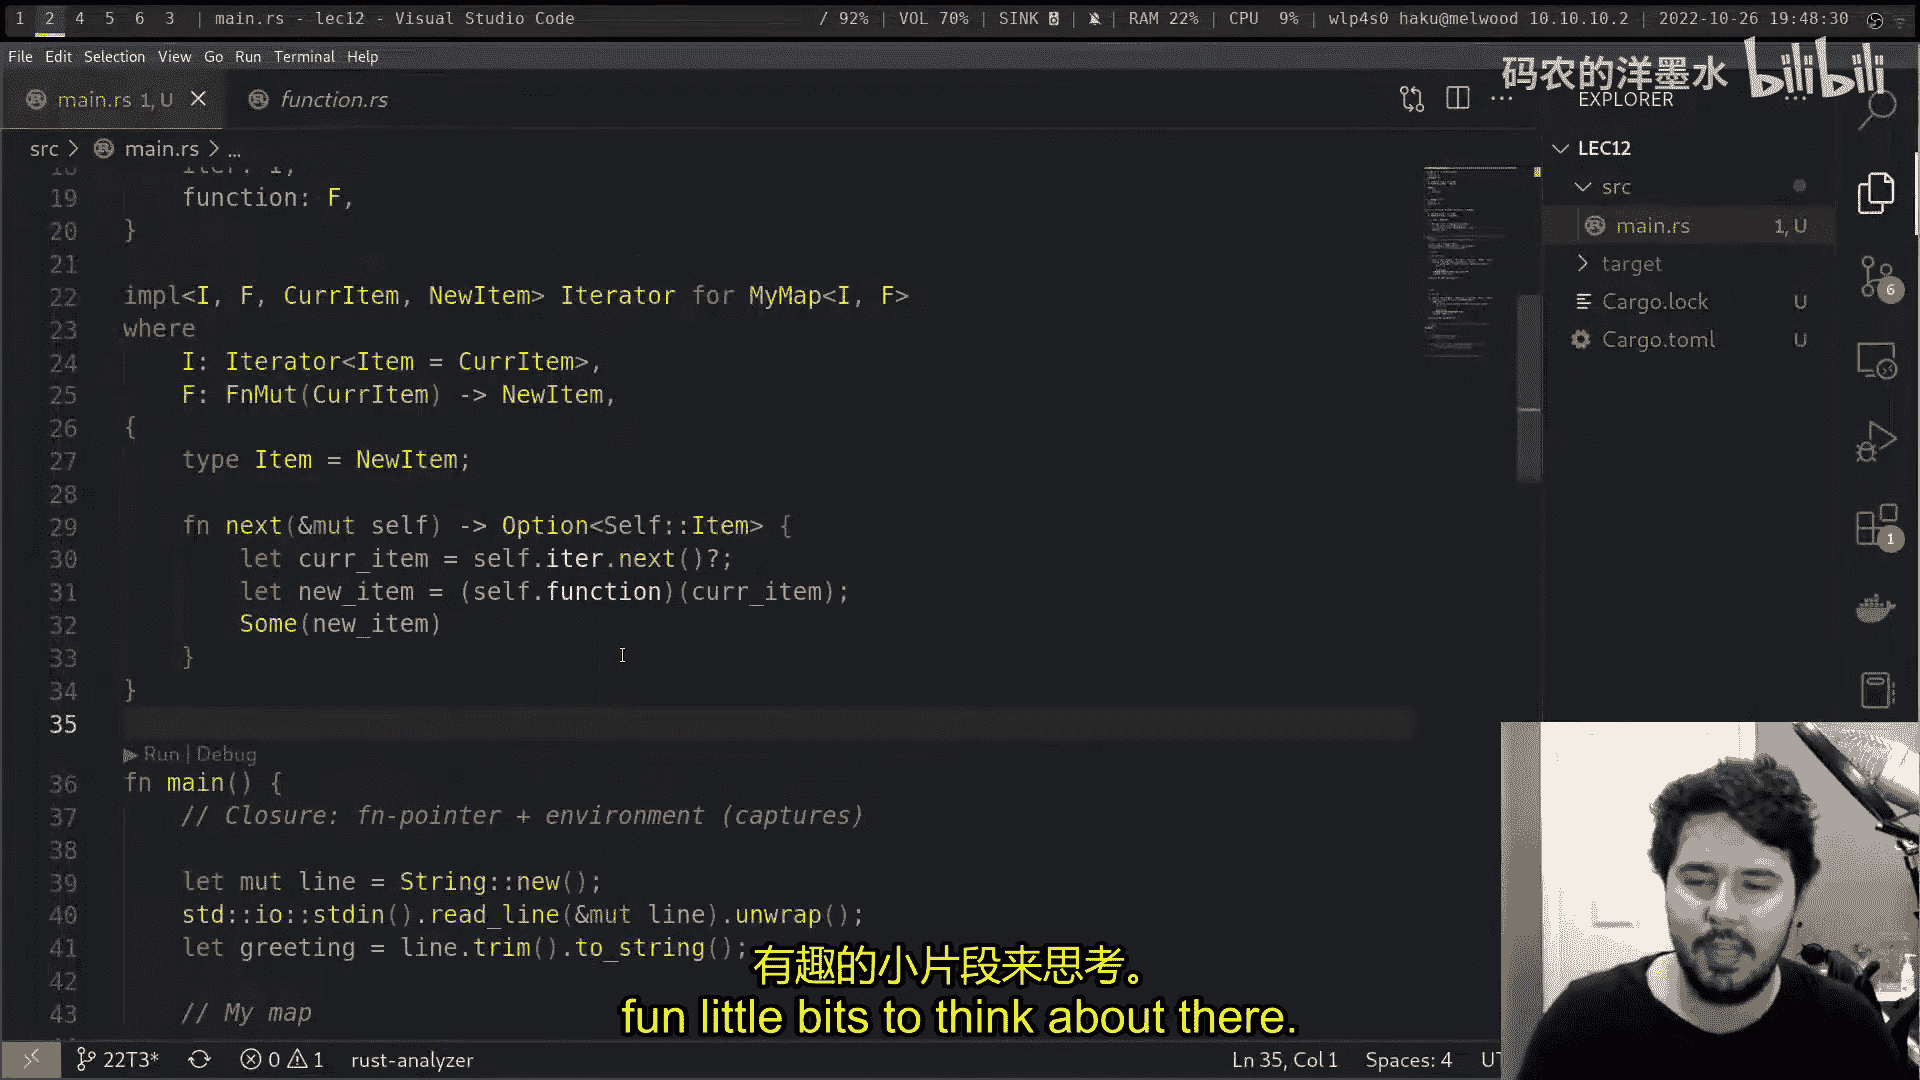 1 2 4 5 6 3 | main.rs - lec12 - Visual Studio Code
/ 92% | VOL 70% | SINK | | RAM 22% | CPU 9% | wlp4s0 haku@melwood 10.10.10.2 | 2022-10-26 19:48:30
File Edit Selection View Go Run Terminal Help
码农的洋墨水 bilibili
main.rs 1, U
function.rs
EXPLORER
src > main.rs > ...
LEC12
src
main.rs 1, U
target
Cargo.lock U
Cargo.toml U
6
1
18 iter: I,
19 function: F,
20 }
21
22 impl<I, F, CurrItem, NewItem> Iterator for MyMap<I, F>
23 where
24 I: Iterator<Item = CurrItem>,
25 F: FnMut(CurrItem) -> NewItem,
26 {
27 type Item = NewItem;
28
29 fn next(&mut self) -> Option<Self::Item> {
30 let curr_item = self.iter.next()?;
31 let new_item = (self.function)(curr_item);
32 Some(new_item)
33 }
34 }
35
▶ Run | Debug
36 fn main() {
37 // Closure: fn-pointer + environment (captures)
38
39 let mut line = String::new();
40 std::io::stdin().read_line(&mut line).unwrap();
41 let greeting = line.trim().to_string();
42
43 // My map
有趣的小片段来思考。
fun little bits to think about there.
22T3* 0 1 rust-analyzer
Ln 35, Col 1 Spaces: 4